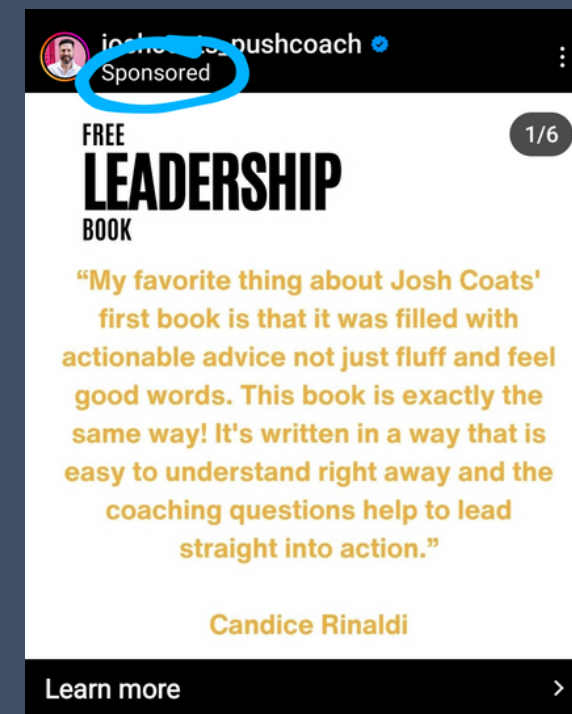 Sponsored
FREE
1/6
LEADERSHIP
BOOK
“My favorite thing about Josh Coats'
first book is that it was filled with
actionable advice not just fluff and feel
good words. This book is exactly the
same way! It's written in a way that is
easy to understand right away and the
coaching questions help to lead
straight into action.”
Candice Rinaldi
Learn more